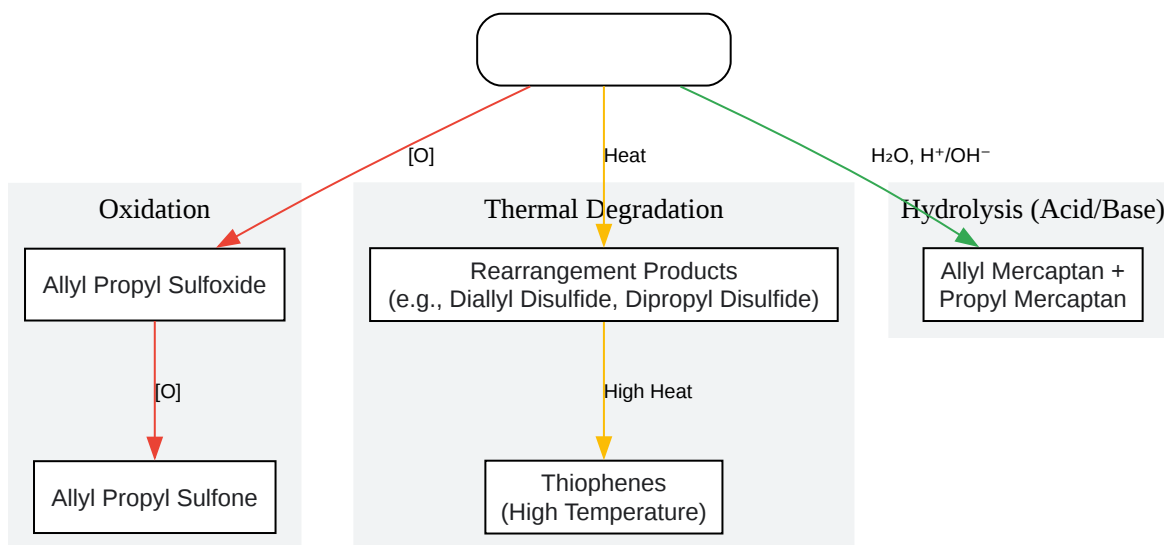 [O]
Heat
H₂O, H⁺/OH⁻
Oxidation
Thermal Degradation
Hydrolysis (Acid/Base)
Allyl Propyl Sulfoxide
Rearrangement Products
(e.g., Diallyl Disulfide, Dipropyl Disulfide)
Allyl Mercaptan +
Propyl Mercaptan
[O]
High Heat
Allyl Propyl Sulfone
Thiophenes
(High Temperature)